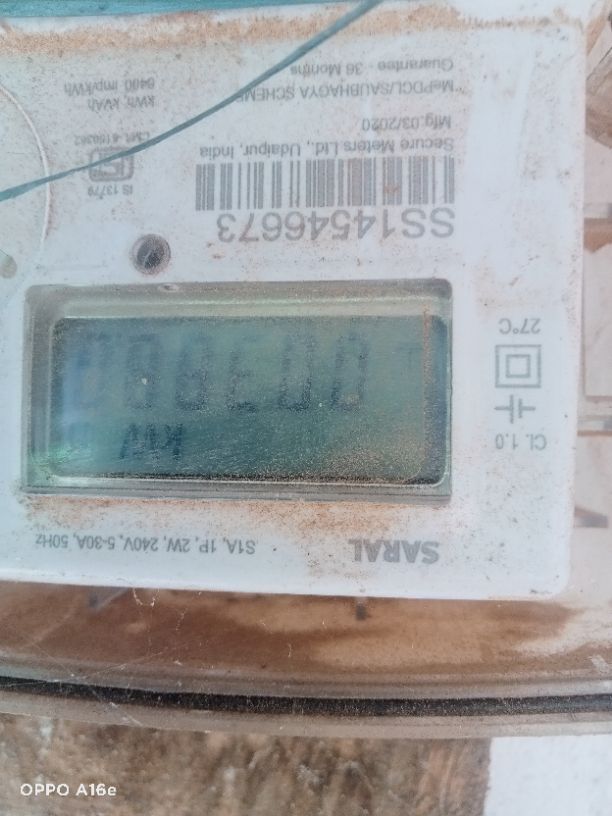 SARAL S1A, 1P, 2W, 240V, 5-30A, 50Hz
CL 1.0
27°C
SS14546673
IS 13779
Secure Meters Ltd., Udaipur, India
Mfg.03/2020
MePDCL/SAUBHAGYA SCHEME
kWh, kVAh
Guarantee - 36 Months
6400 imp/kWh
OPPO A16e